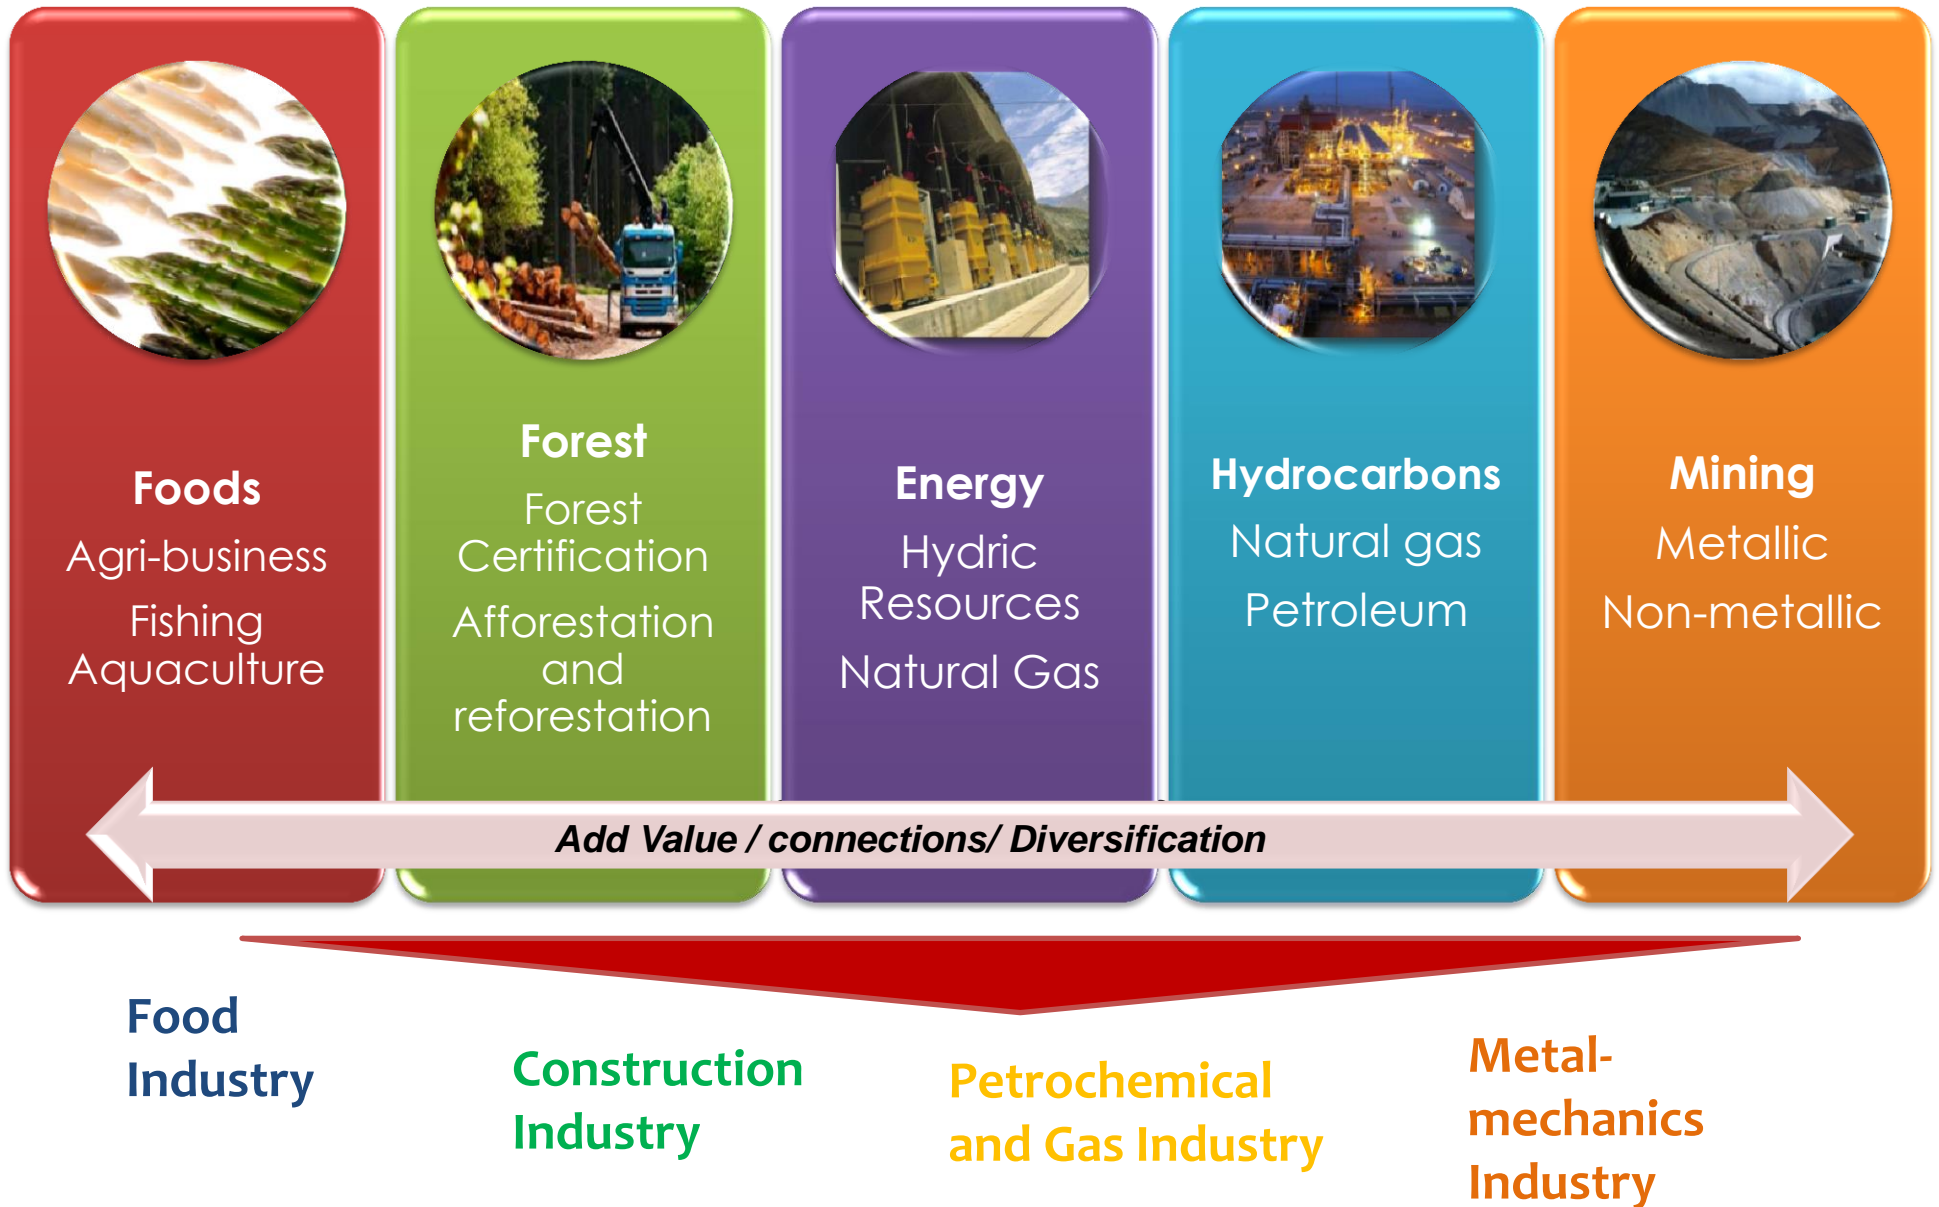 Foods
Agri-business
Fishing
Aquaculture
Forest
Forest
Certification
Afforestation
and
reforestation
Energy
Hydric
Resources
Natural Gas
Hydrocarbons
Natural gas
Petroleum
Mining
Metallic
Non-metallic
Add Value / connections/ Diversification
Food
Industry
Construction
Industry
Petrochemical
and Gas Industry
Metal-
mechanics
Industry